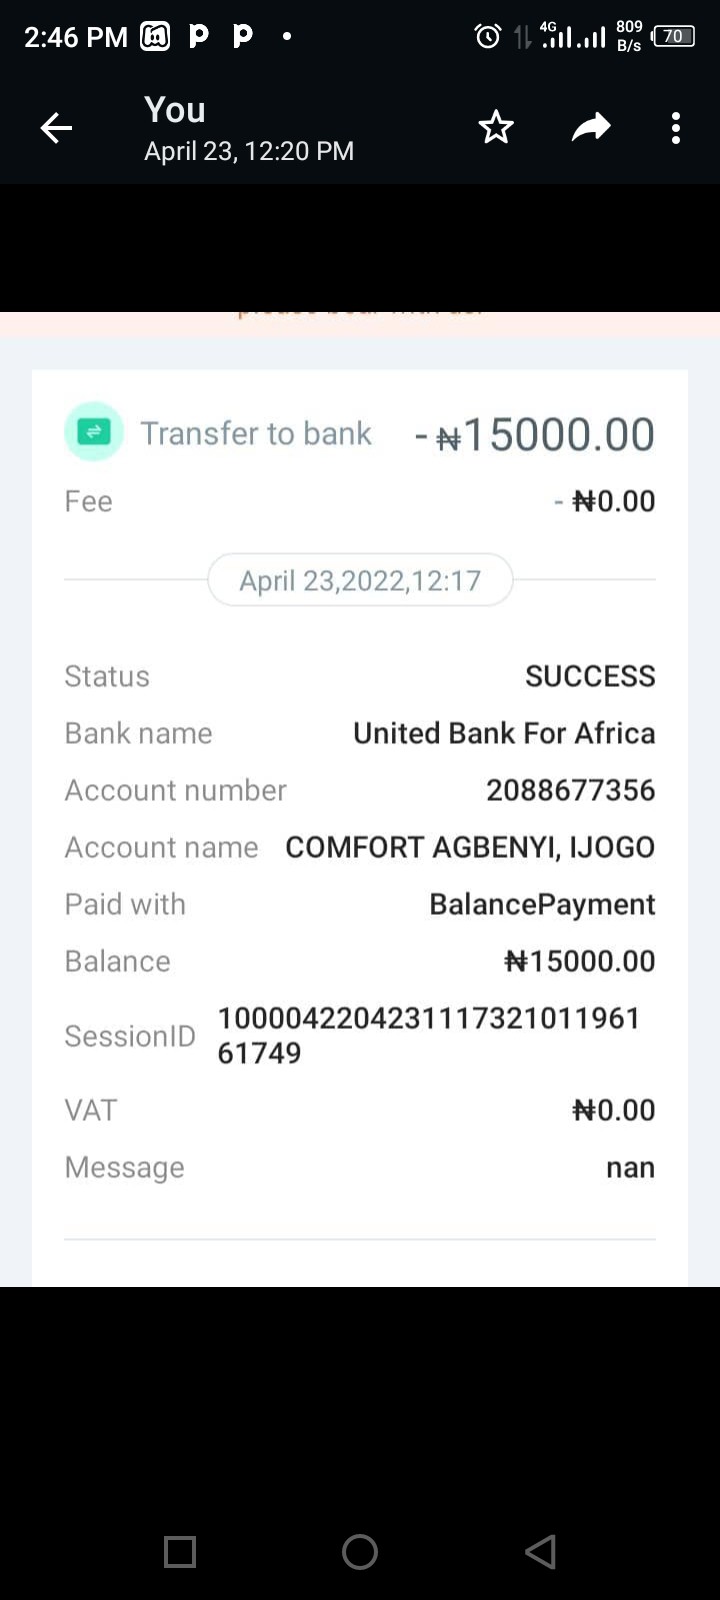 2:46 PM
4G
809 B/s
70
You
April 23, 12:20 PM
Transfer to bank -₦15000.00
Fee - ₦0.00
April 23,2022,12:17
Status SUCCESS
Bank name United Bank For Africa
Account number 2088677356
Account name COMFORT AGBENYI, IJOGO
Paid with BalancePayment
Balance ₦15000.00
SessionID 1000042204231117321011961
61749
VAT ₦0.00
Message nan